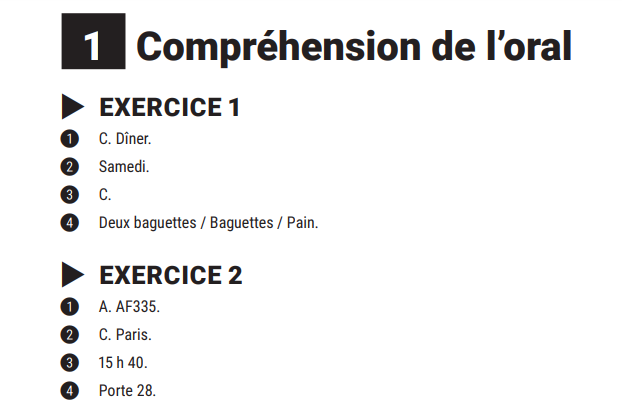 1 Compréhension de l’oral
▶ EXERCICE 1
1 C. Dîner.
2 Samedi.
3 C.
4 Deux baguettes / Baguettes / Pain.
▶ EXERCICE 2
1 A. AF335.
2 C. Paris.
3 15 h 40.
4 Porte 28.